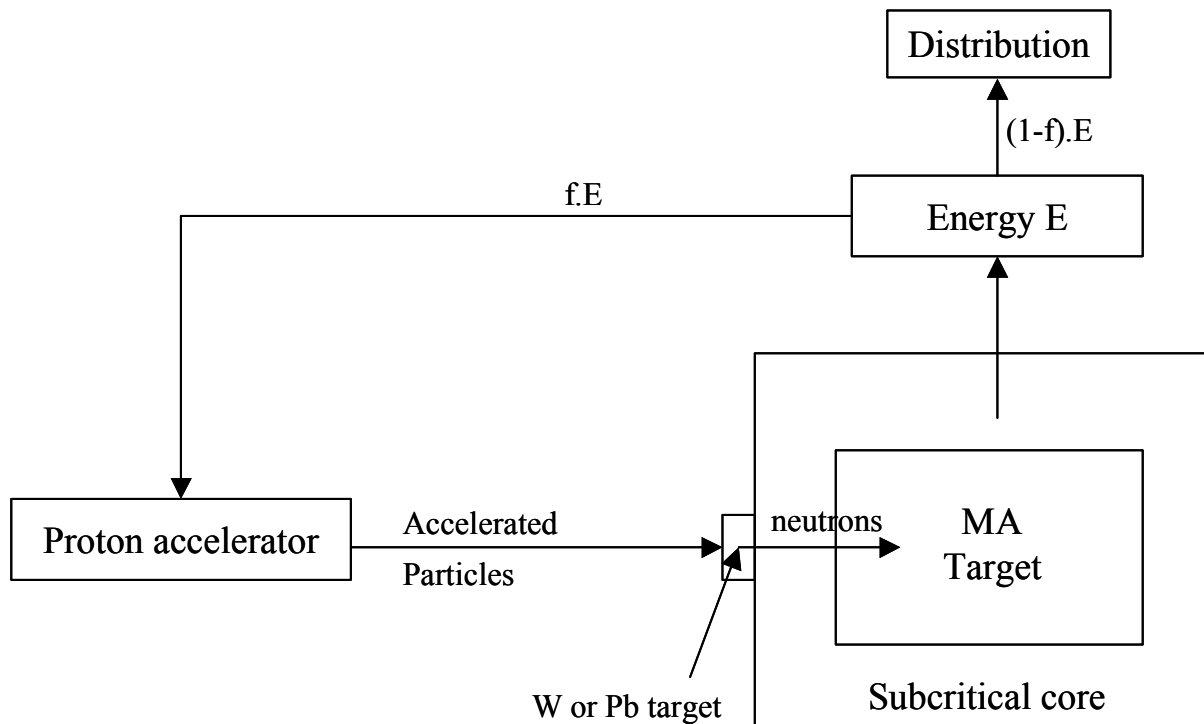 Distribution
(1-f).E
f.E
Energy E
Proton accelerator
Accelerated
Particles
neutrons
MA
Target
W or Pb target
Subcritical core